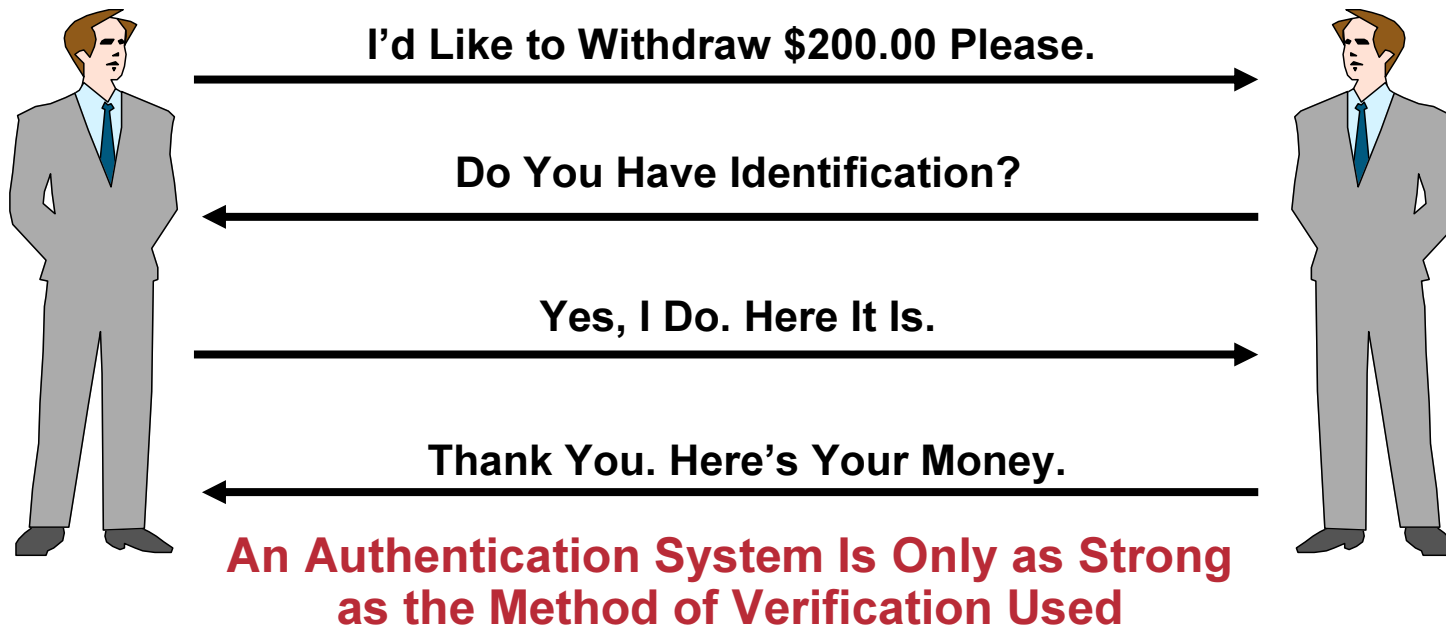 I’d Like to Withdraw $200.00 Please.
Do You Have Identification?
Yes, I Do. Here It Is.
Thank You. Here’s Your Money.
An Authentication System Is Only as Strong
as the Method of Verification Used